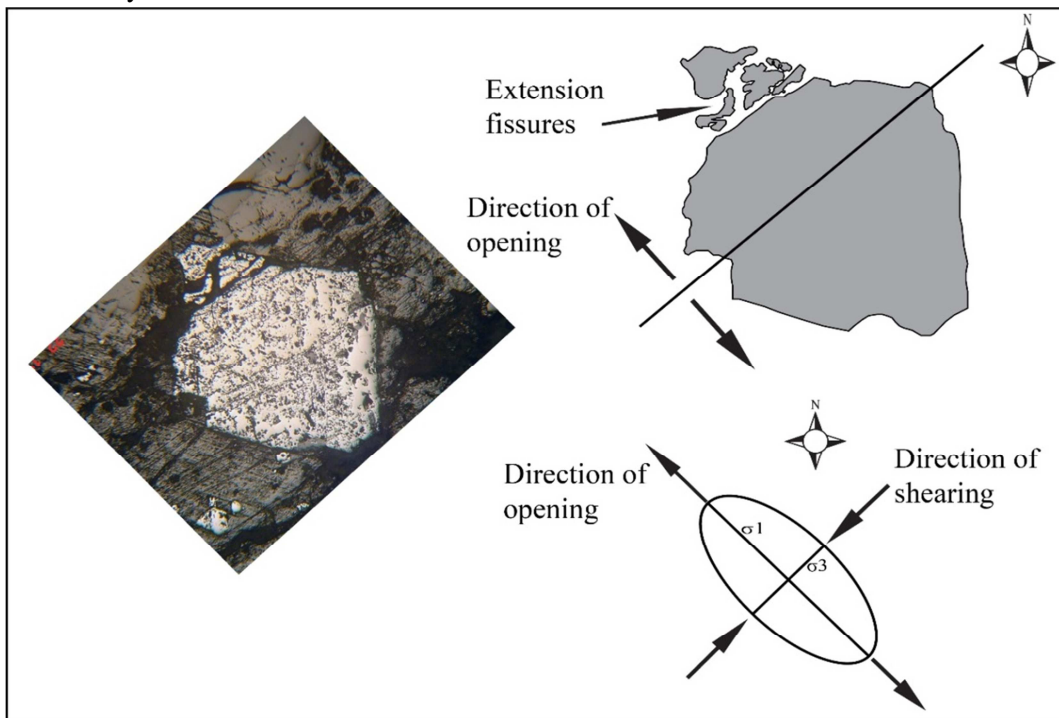 N
Extension
fissures
Direction of
opening
N
Direction of
opening
Direction of
shearing
σ1
σ3